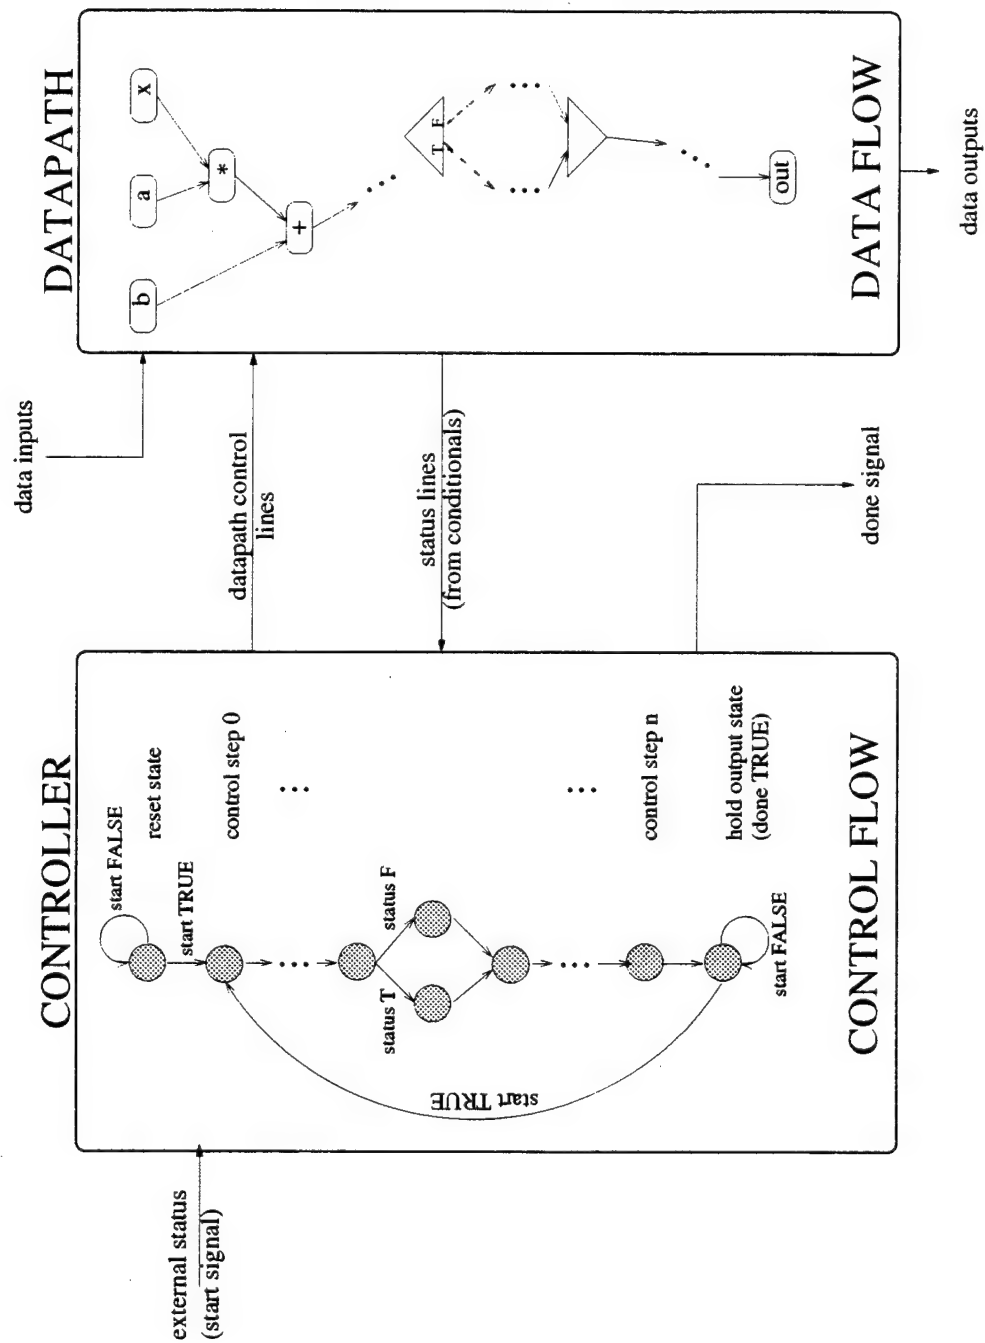 external status
(start signal)
CONTROLLER
start FALSE
reset state
start TRUE
control step 0
...
status F
status T
start TRUE
...
...
...
control step n
hold output state
(done TRUE)
start FALSE
CONTROL FLOW
data inputs
datapath control
lines
status lines
(from conditionals)
done signal
DATAPATH
b
a
x
*
+
...
T F
...
...
...
out
DATA FLOW
data outputs